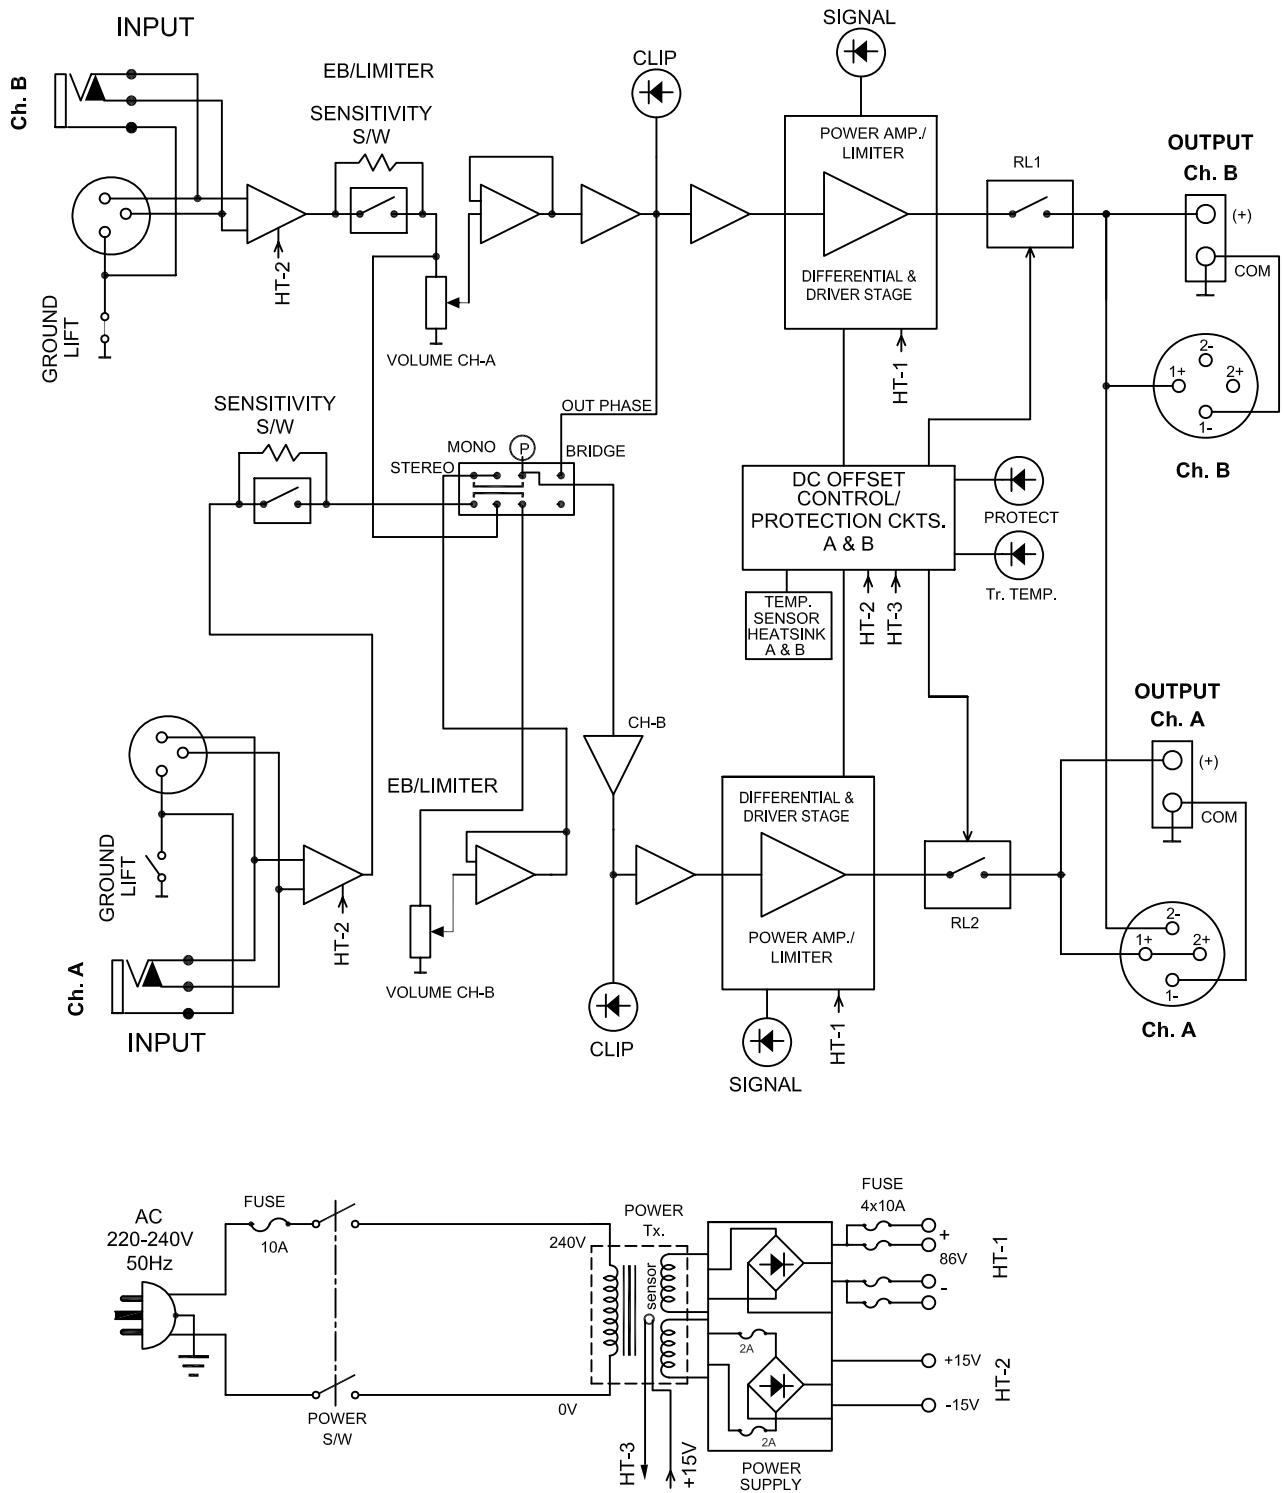 INPUT
Ch. B
EB/LIMITER
SENSITIVITY
S/W
CLIP
SIGNAL
POWER AMP./
LIMITER
DIFFERENTIAL &
DRIVER STAGE
HT-2
GROUND
LIFT
VOLUME CH-A
HT-1
RL1
OUTPUT
Ch. B
(+)
COM
2-
1+
2+
1-
Ch. B
SENSITIVITY
S/W
OUT PHASE
MONO
P
BRIDGE
STEREO
DC OFFSET
CONTROL/
PROTECTION CKTS.
A & B
PROTECT
Tr. TEMP.
TEMP.
SENSOR
HEATSINK
A & B
HT-2
HT-3
CH-B
EB/LIMITER
GROUND
LIFT
HT-2
VOLUME CH-B
Ch. A
INPUT
CLIP
DIFFERENTIAL &
DRIVER STAGE
POWER AMP./
LIMITER
HT-1
SIGNAL
RL2
OUTPUT
Ch. A
(+)
COM
2-
1+
2+
1-
Ch. A
AC
220-240V
50Hz
FUSE
10A
POWER
S/W
240V
0V
POWER
Tx.
sensor
HT-3
+15V
2A
2A
POWER
SUPPLY
FUSE
4x10A
+
86V
-
HT-1
+15V
-15V
HT-2